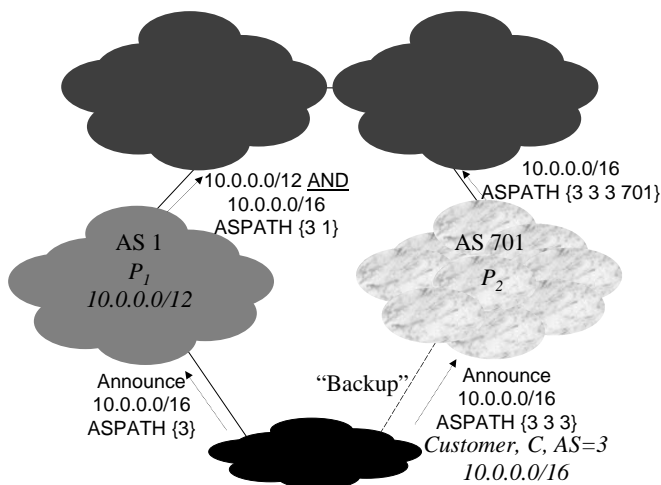 10.0.0.0/12 AND
10.0.0.0/16
ASPATH {3 1}
10.0.0.0/16
ASPATH {3 3 3 701}
AS 1
P1
10.0.0.0/12
AS 701
P2
Announce
10.0.0.0/16
ASPATH {3}
“Backup”
Announce
10.0.0.0/16
ASPATH {3 3 3}
Customer, C, AS=3
10.0.0.0/16